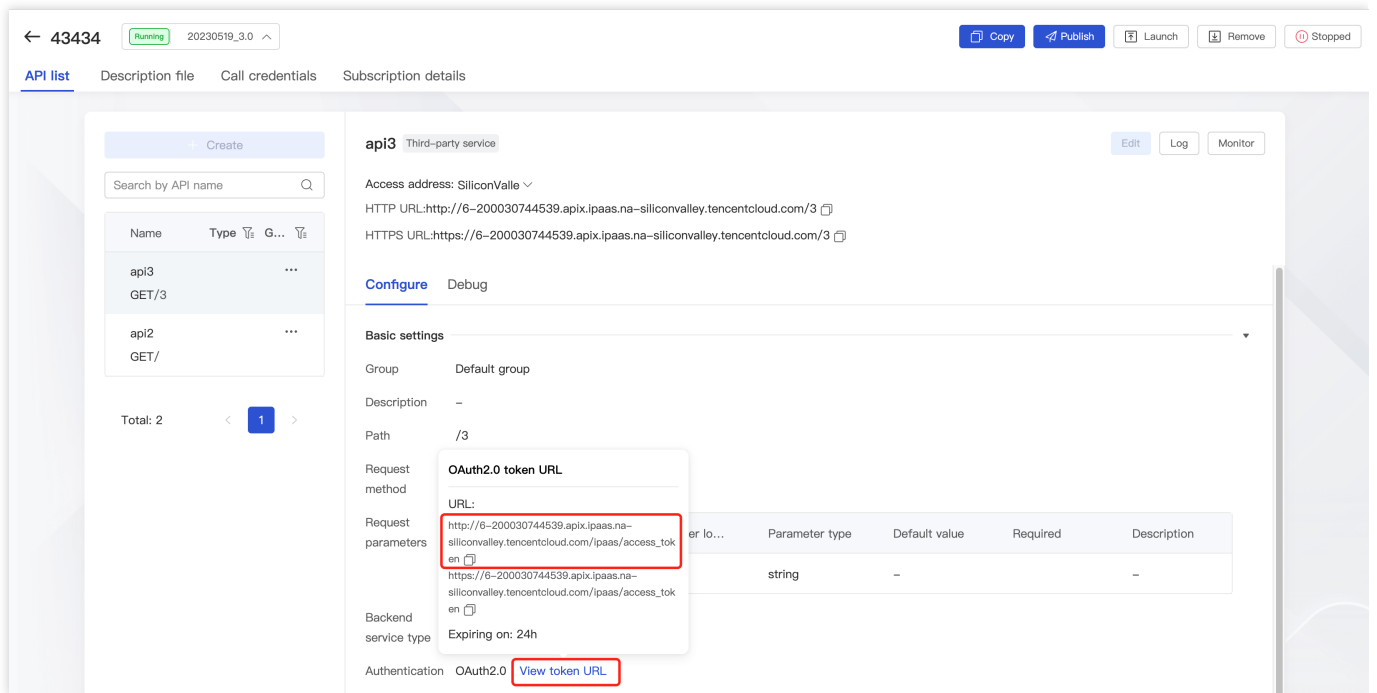 43434 Running 20230519_3.0 Copy Publish Launch Remove Stopped
API list Description file Call credentials Subscription details
Create
Search by API name
Name Type G...
api3
GET/3
api2
GET/
Total: 2 1
api3 Third-party service Edit Log Monitor
Access address: SiliconValle
HTTP URL:http://6-200030744539.apix.ipaas.na-siliconvalley.tencentcloud.com/3
HTTPS URL:https://6-200030744539.apix.ipaas.na-siliconvalley.tencentcloud.com/3
Configure Debug
Basic settings
Group Default group
Description –
Path /3
Request
method
Request
parameters
er lo... Parameter type Default value Required Description
string – –
OAuth2.0 token URL
URL:
http://6-200030744539.apix.ipaas.na-
siliconvalley.tencentcloud.com/ipaas/access_tok
en
https://6-200030744539.apix.ipaas.na-
siliconvalley.tencentcloud.com/ipaas/access_tok
en
Expiring on: 24h
Backend
service type
Authentication OAuth2.0 View token URL